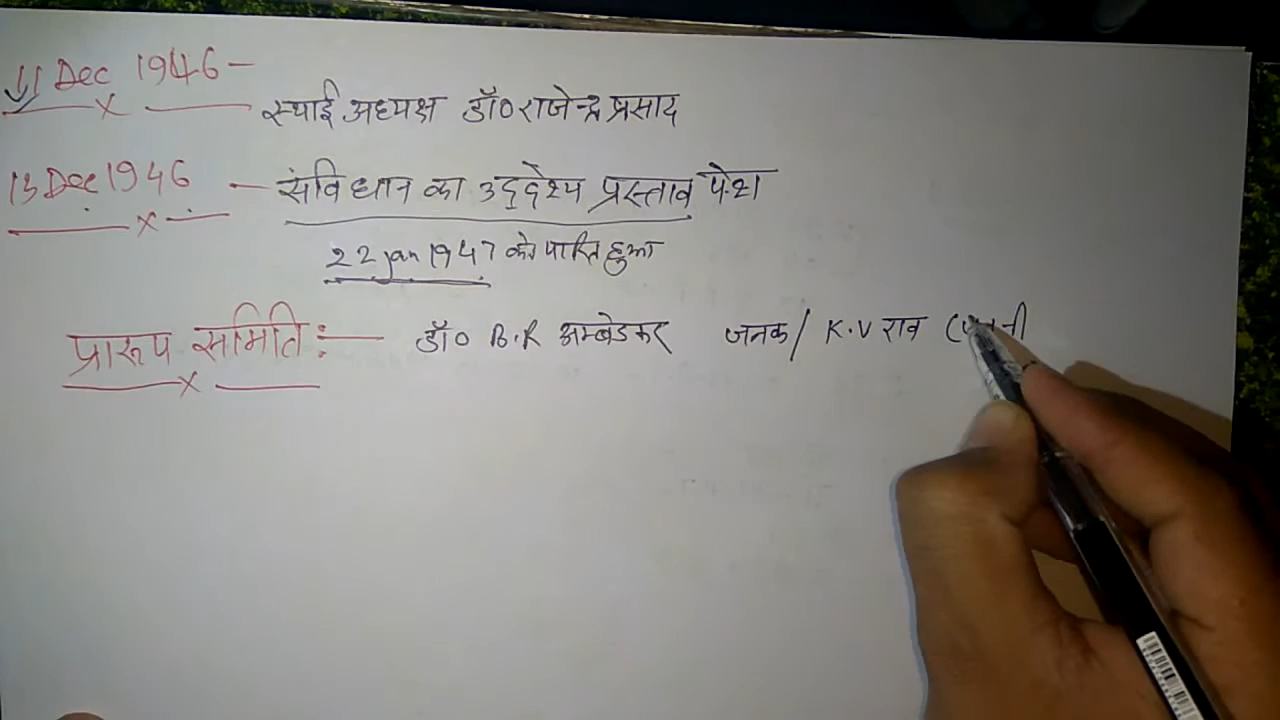 11 Dec 1946 - स्थाई अध्यक्ष डॉ० राजेन्द्र प्रसाद
13 Dec 1946 - संविधान का उद्देश्य प्रस्ताव पेश
22 jan 1947 को पारित हुआ
प्रारूप समिति :- डॉ० B.R अम्बेडकर जनक/ K.V राव